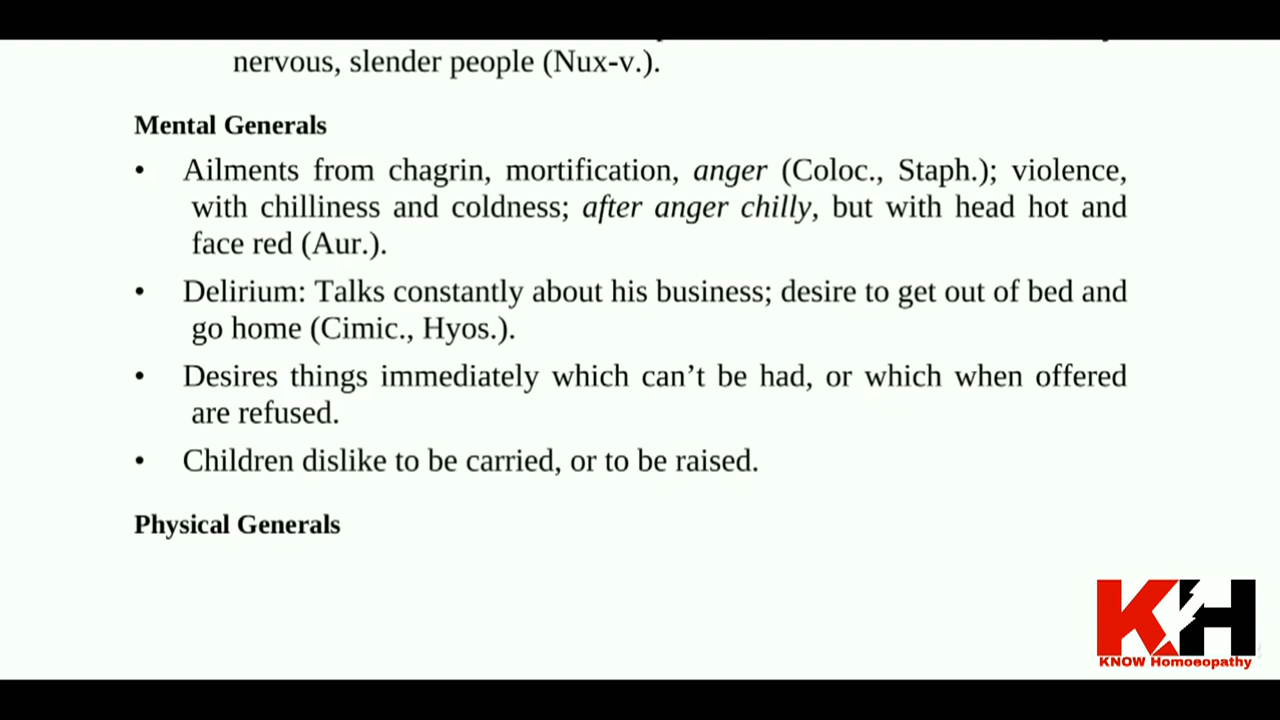 nervous, slender people (Nux-v.).
Mental Generals
• Ailments from chagrin, mortification, anger (Coloc., Staph.); violence,
with chilliness and coldness; after anger chilly, but with head hot and
face red (Aur.).
• Delirium: Talks constantly about his business; desire to get out of bed and
go home (Cimic., Hyos.).
• Desires things immediately which can’t be had, or which when offered
are refused.
• Children dislike to be carried, or to be raised.
Physical Generals
KH
KNOW Homoeopathy